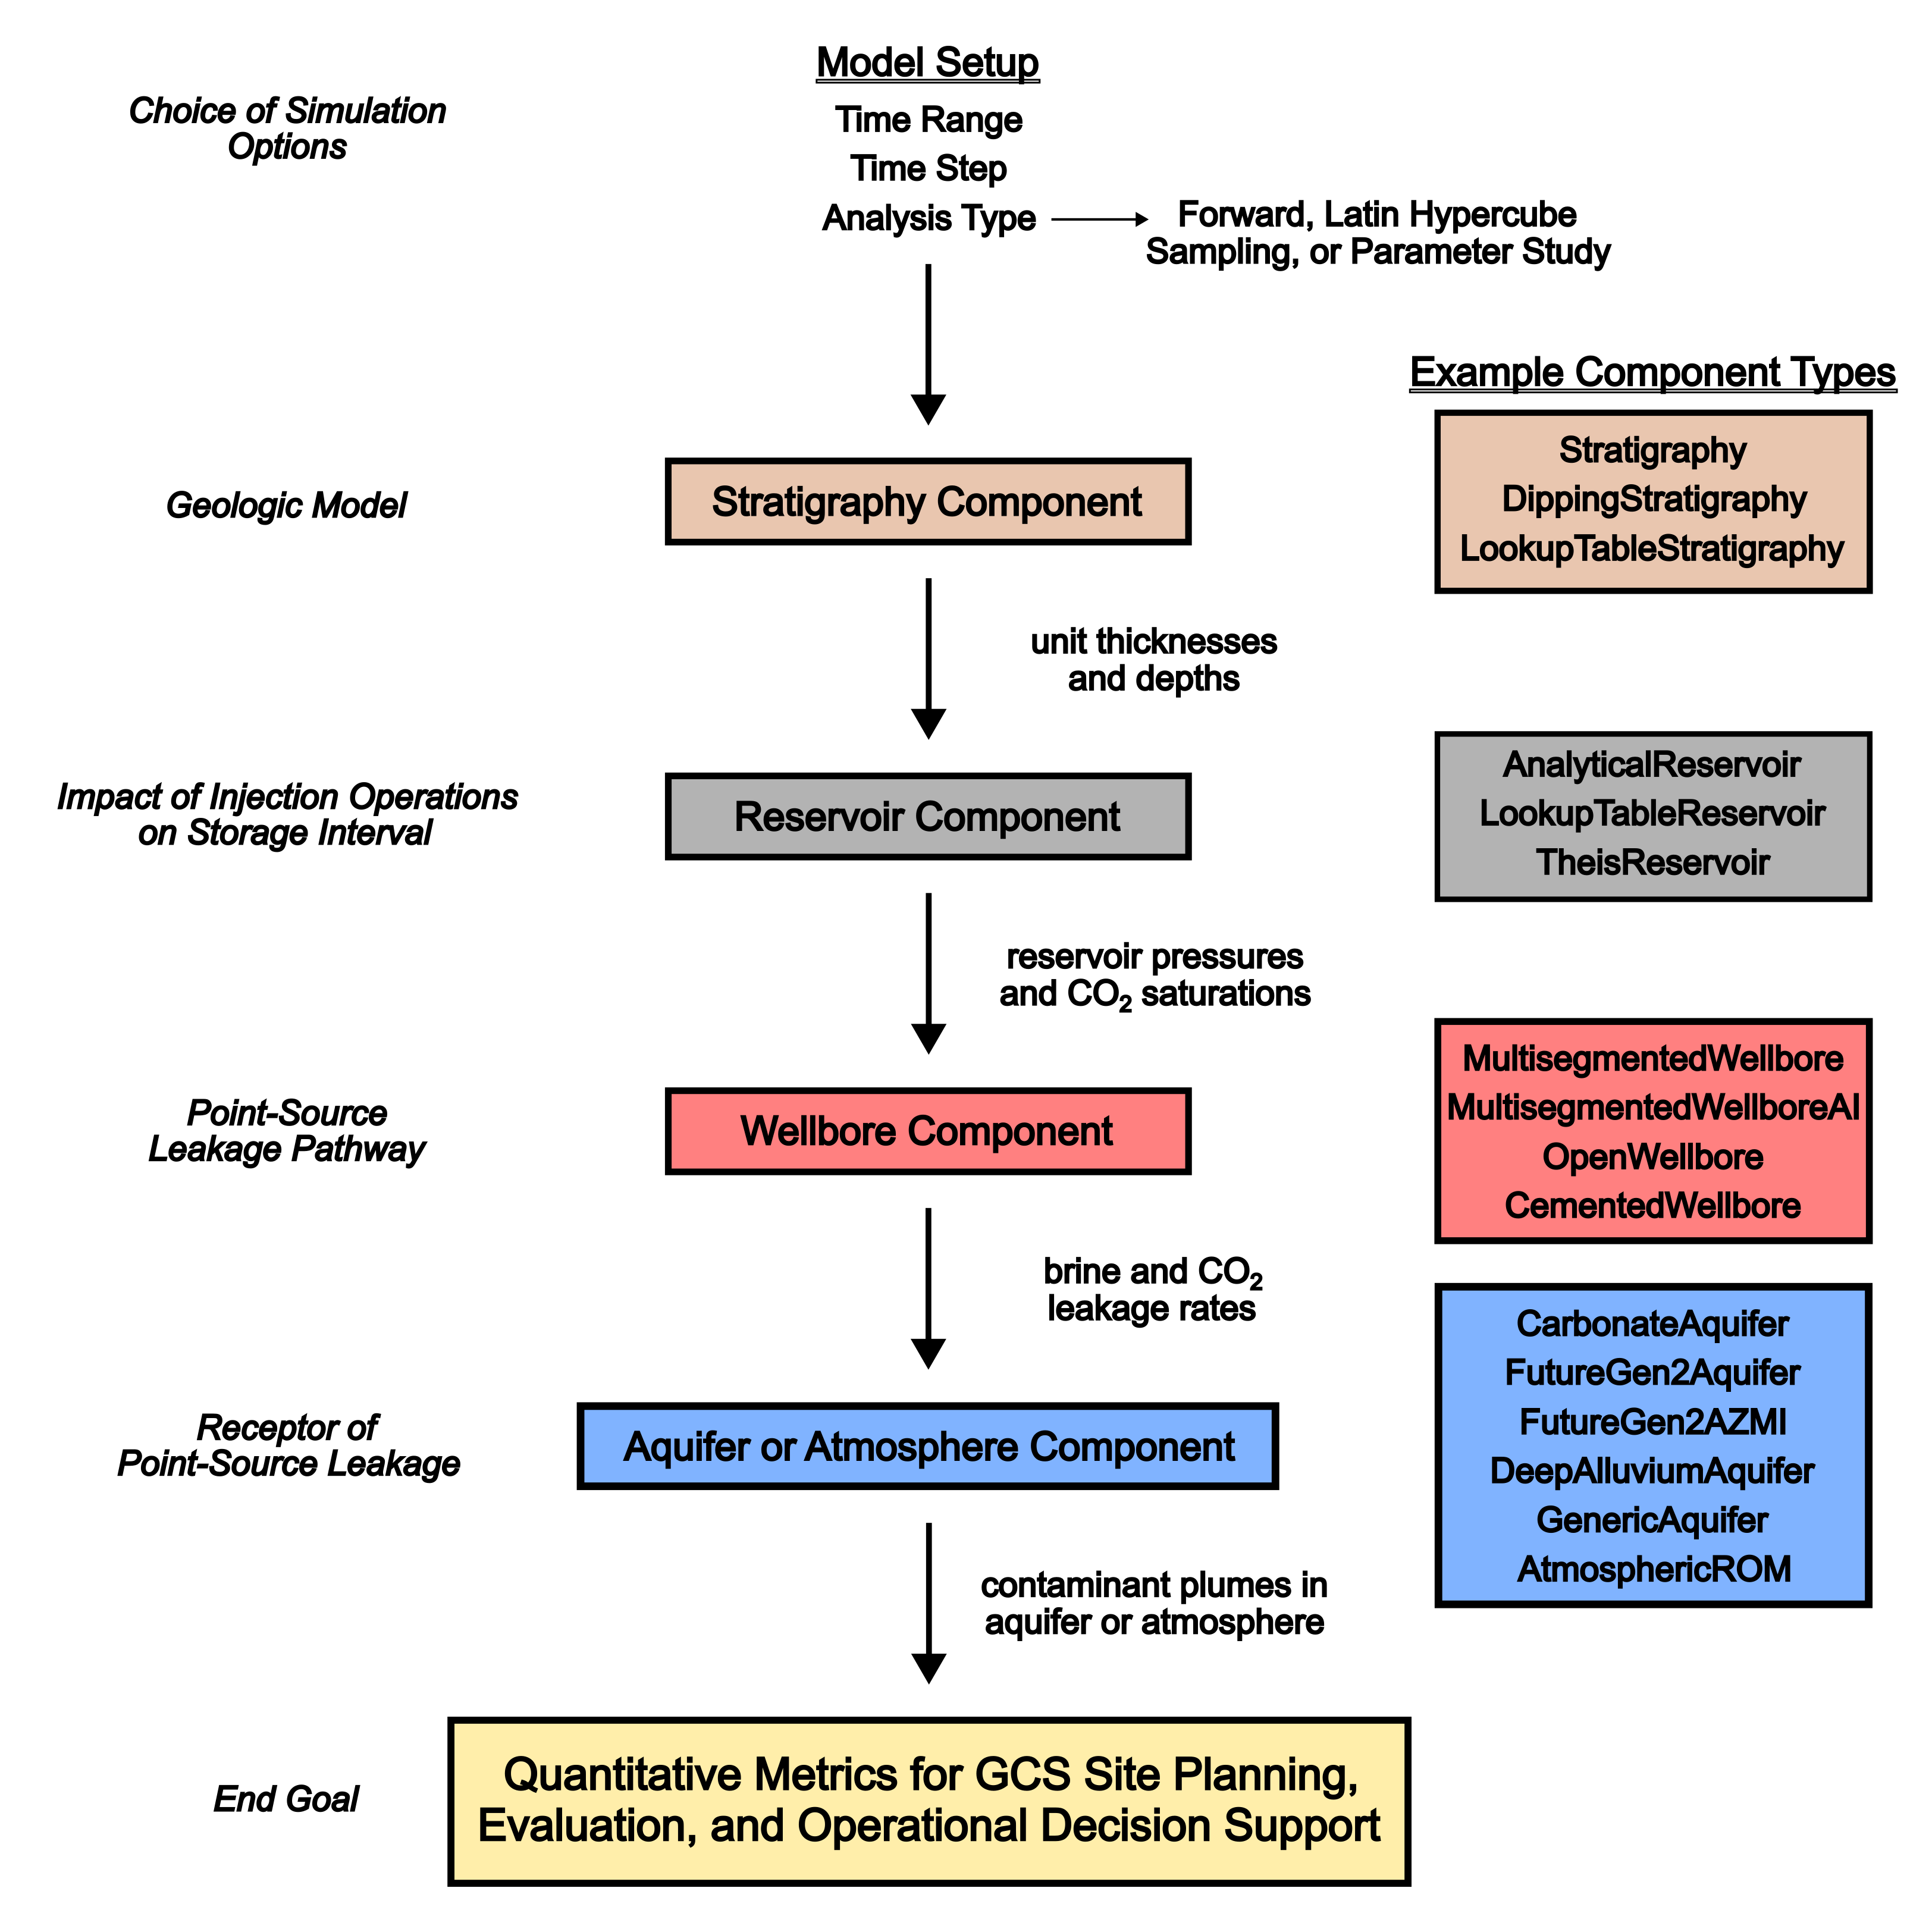 Model Setup
Choice of Simulation
Options
Time Range
Time Step
Analysis Type
Forward, Latin Hypercube
Sampling, or Parameter Study
Example Component Types
Geologic Model
Stratigraphy Component
Stratigraphy
DippingStratigraphy
LookupTableStratigraphy
unit thicknesses
and depths
Impact of Injection Operations
on Storage Interval
Reservoir Component
AnalyticalReservoir
LookupTableReservoir
TheisReservoir
reservoir pressures
and CO₂ saturations
Point-Source
Leakage Pathway
Wellbore Component
MultisegmentedWellbore
MultisegmentedWellboreAI
OpenWellbore
CementedWellbore
brine and CO₂
leakage rates
Receptor of
Point-Source Leakage
Aquifer or Atmosphere Component
CarbonateAquifer
FutureGen2Aquifer
FutureGen2AZMI
DeepAlluviumAquifer
GenericAquifer
AtmosphericROM
contaminant plumes in
aquifer or atmosphere
End Goal
Quantitative Metrics for GCS Site Planning,
Evaluation, and Operational Decision Support